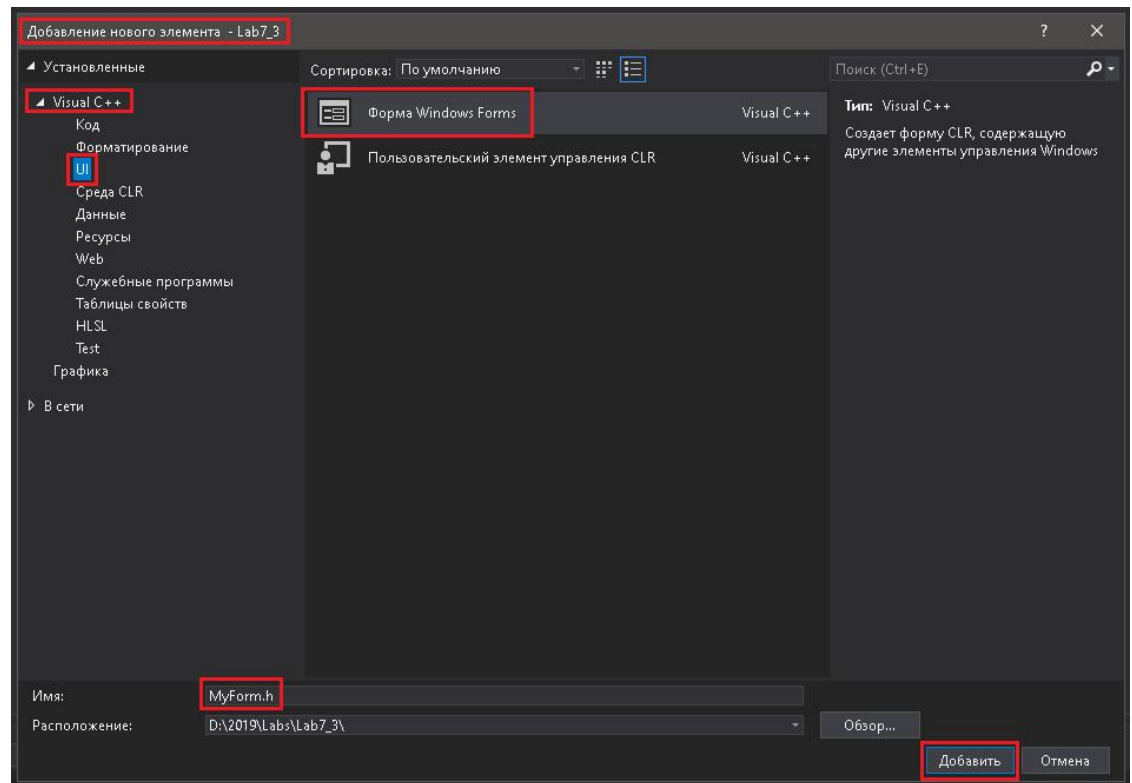 Добавление нового элемента - Lab7_3 ? ×
Установленные
Сортировка: По умолчанию
Поиск (Ctrl+E)
Visual C++
Код
Форматирование
UI
Среда CLR
Данные
Ресурсы
Web
Служебные программы
Таблицы свойств
HLSL
Test
Графика
В сети
Форма Windows Forms Visual C++
Пользовательский элемент управления CLR Visual C++
Тип: Visual C++
Создает форму CLR, содержащую
другие элементы управления Windows
Имя: MyForm.h
Расположение: D:\2019\Labs\Lab7_3\ Обзор...
Добавить Отмена